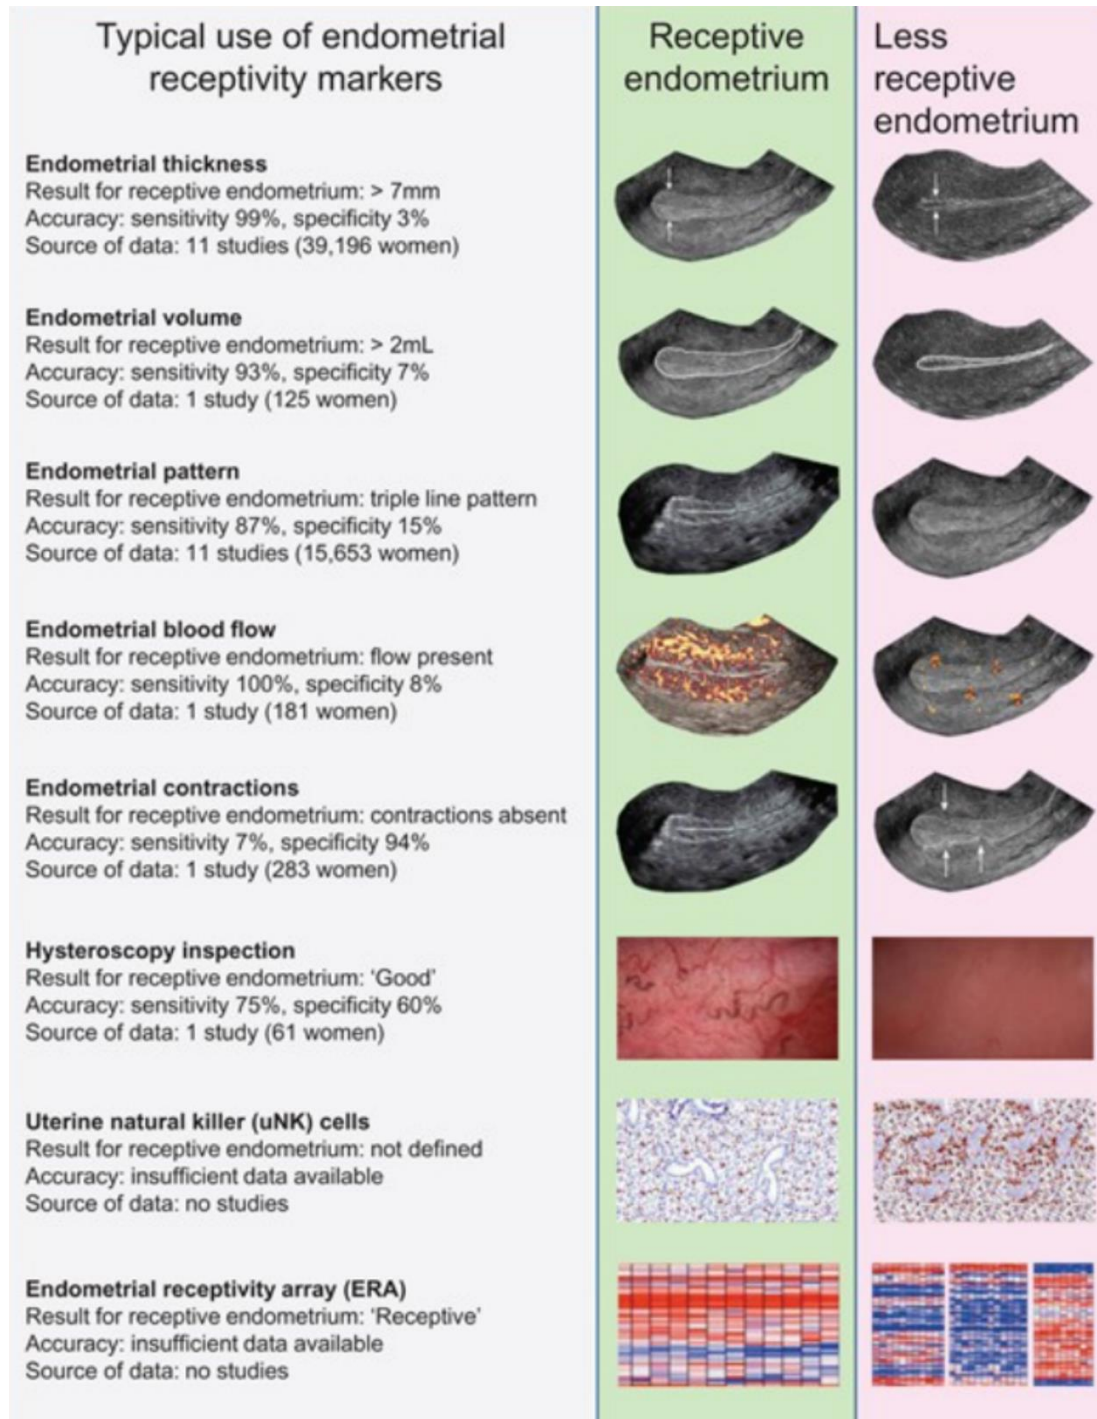 Typical use of endometrial
receptivity markers
Receptive
endometrium
Less
receptive
endometrium
Endometrial thickness
Result for receptive endometrium: > 7mm
Accuracy: sensitivity 99%, specificity 3%
Source of data: 11 studies (39,196 women)
Endometrial volume
Result for receptive endometrium: > 2mL
Accuracy: sensitivity 93%, specificity 7%
Source of data: 1 study (125 women)
Endometrial pattern
Result for receptive endometrium: triple line pattern
Accuracy: sensitivity 87%, specificity 15%
Source of data: 11 studies (15,653 women)
Endometrial blood flow
Result for receptive endometrium: flow present
Accuracy: sensitivity 100%, specificity 8%
Source of data: 1 study (181 women)
Endometrial contractions
Result for receptive endometrium: contractions absent
Accuracy: sensitivity 7%, specificity 94%
Source of data: 1 study (283 women)
Hysteroscopy inspection
Result for receptive endometrium: ‘Good’
Accuracy: sensitivity 75%, specificity 60%
Source of data: 1 study (61 women)
Uterine natural killer (uNK) cells
Result for receptive endometrium: not defined
Accuracy: insufficient data available
Source of data: no studies
Endometrial receptivity array (ERA)
Result for receptive endometrium: ‘Receptive’
Accuracy: insufficient data available
Source of data: no studies